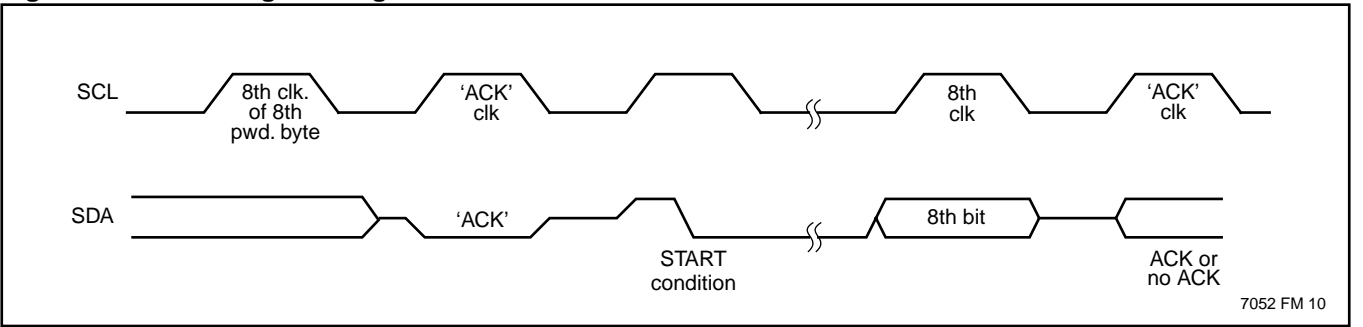 SCL
8th clk.
of 8th
pwd. byte
'ACK'
clk
8th
clk
'ACK'
clk
SDA
'ACK'
8th bit
START
condition
ACK or
no ACK
7052 FM 10